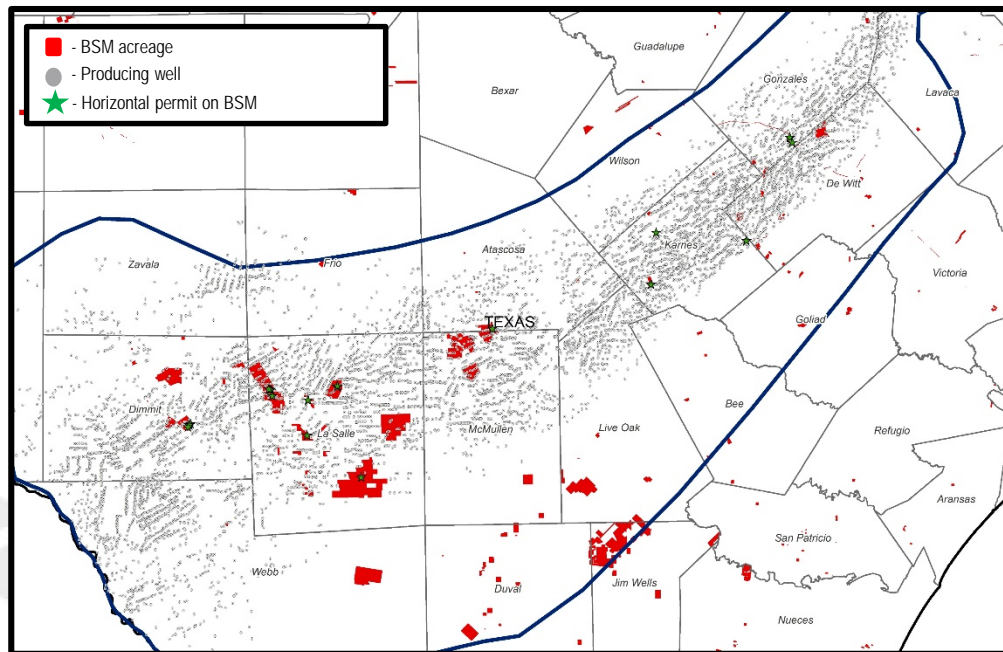 - BSM acreage
- Producing well
- Horizontal permit on BSM
Guadalupe
Gonzales
Lavaca
Bexar
Wilson
De Witt
Karnes
Atascosa
Zavala
Frio
Victoria
Goliad
TEXAS
Dimmit
La Salle
McMullen
Live Oak
Bee
Refugio
Aransas
San Patricio
Webb
Duval
Jim Wells
Nueces